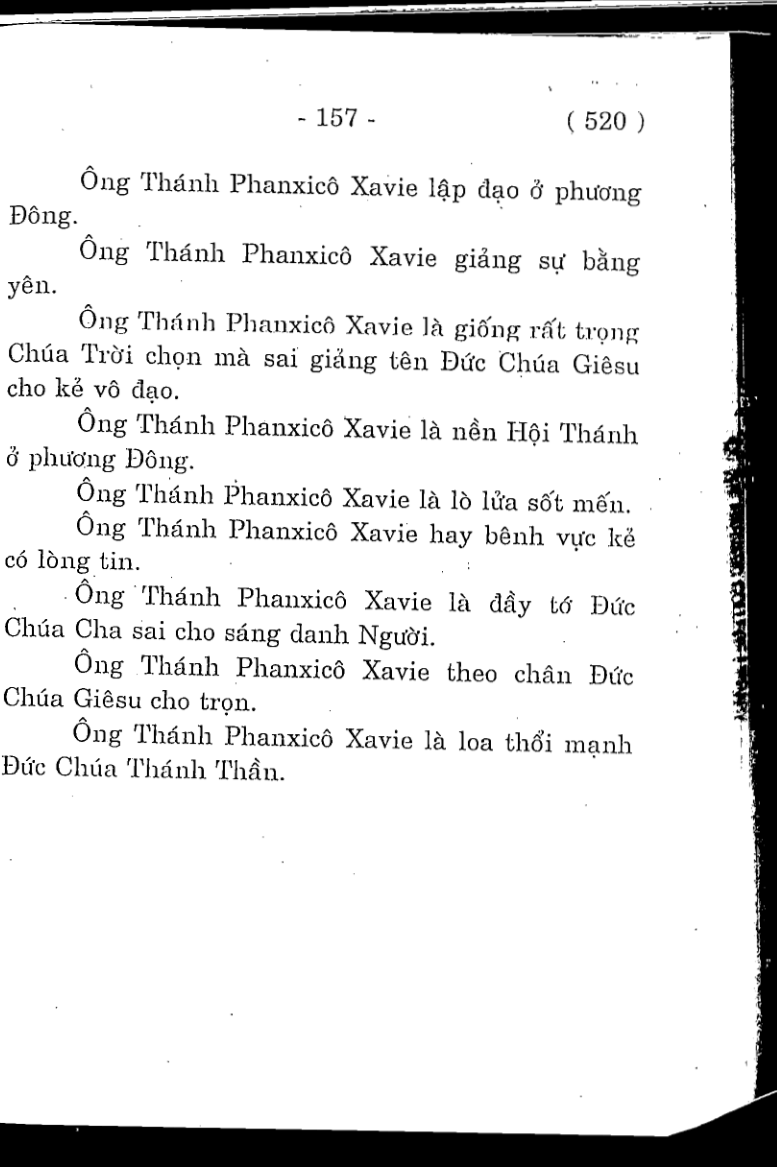 - 157 - ( 520 )
Ông Thánh Phanxicô Xavie lập đạo ở phương
Đông.
Ông Thánh Phanxicô Xavie giảng sự bằng
yên.
Ông Thánh Phanxicô Xavie là giống rất trọng
Chúa Trời chọn mà sai giảng tên Đức Chúa Giêsu
cho kẻ vô đạo.
Ông Thánh Phanxicô Xavie là nền Hội Thánh
ở phương Đông.
Ông Thánh Phanxicô Xavie là lò lửa sốt mến.
Ông Thánh Phanxicô Xavie hay bênh vực kẻ
có lòng tin.
Ông Thánh Phanxicô Xavie là đầy tớ Đức
Chúa Cha sai cho sáng danh Người.
Ông Thánh Phanxicô Xavie theo chân Đức
Chúa Giêsu cho trọn.
Ông Thánh Phanxicô Xavie là loa thổi mạnh
Đức Chúa Thánh Thần.